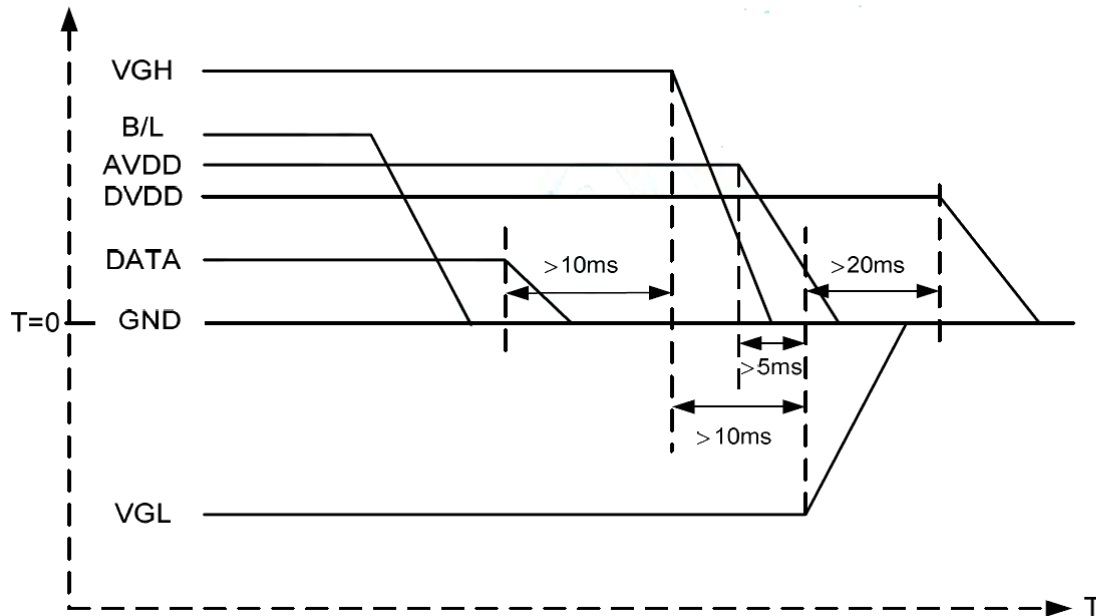 VGH
B/L
AVDD
DVDD
DATA
>10ms
>20ms
T=0
GND
>5ms
>10ms
VGL
T